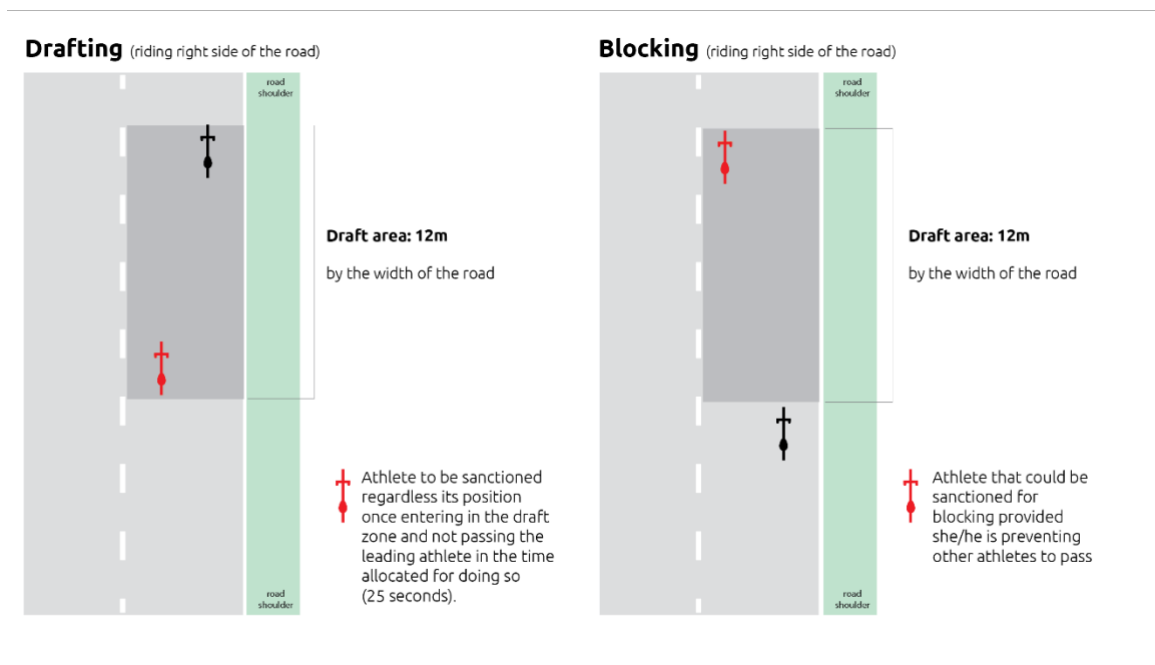 Drafting (riding right side of the road)
road
shoulder
Draft area: 12m
by the width of the road
Athlete to be sanctioned
regardless its position
once entering in the draft
zone and not passing the
leading athlete in the time
allocated for doing so
(25 seconds).
road
shoulder
Blocking (riding right side of the road)
road
shoulder
Draft area: 12m
by the width of the road
Athlete that could be
sanctioned for
blocking provided
she/he is preventing
other athletes to pass
road
shoulder